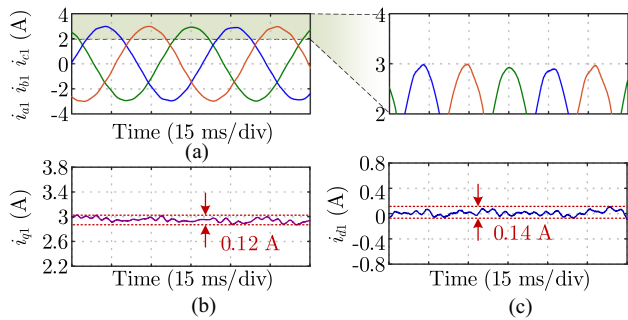 i_{a1} i_{b1} i_{c1} (A)
4
2
0
-2
-4
Time (15 ms/div)
(a)
4
3
2
i_{q1} (A)
3.8
3.4
3
2.6
2.2
0.12 A
Time (15 ms/div)
(b)
i_{d1} (A)
0.8
0.4
0
-0.4
-0.8
0.14 A
Time (15 ms/div)
(c)